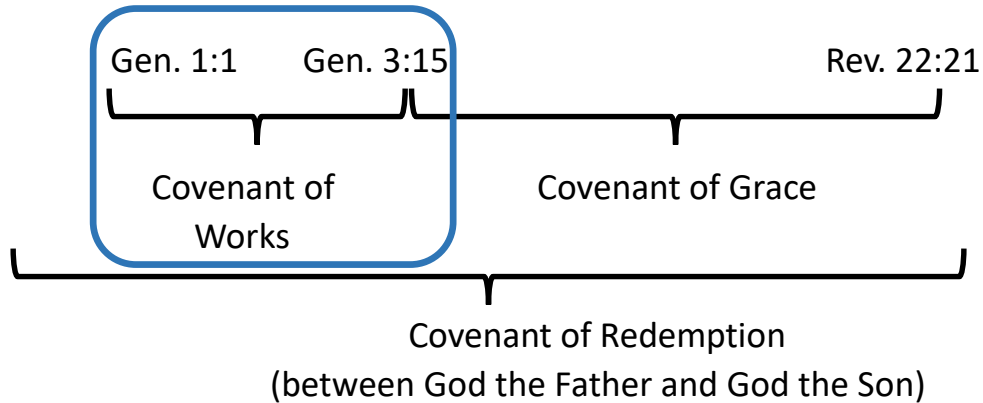 Gen. 1:1 Gen. 3:15 Rev. 22:21
Covenant of Works
Covenant of Grace
Covenant of Redemption
(between God the Father and God the Son)